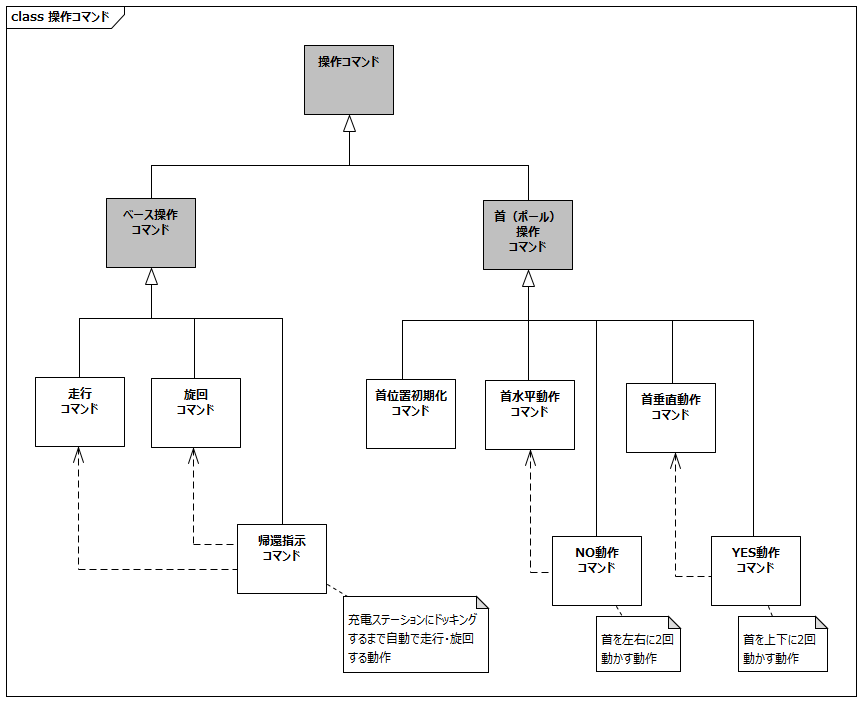 class 操作コマンド
操作コマンド
ベース操作
コマンド
首（ポール）
操作
コマンド
走行
コマンド
旋回
コマンド
首位置初期化
コマンド
首水平動作
コマンド
首垂直動作
コマンド
帰還指示
コマンド
NO動作
コマンド
YES動作
コマンド
充電ステーションにドッキング
するまで自動で走行・旋回
する動作
首を左右に2回
動かす動作
首を上下に2回
動かす動作